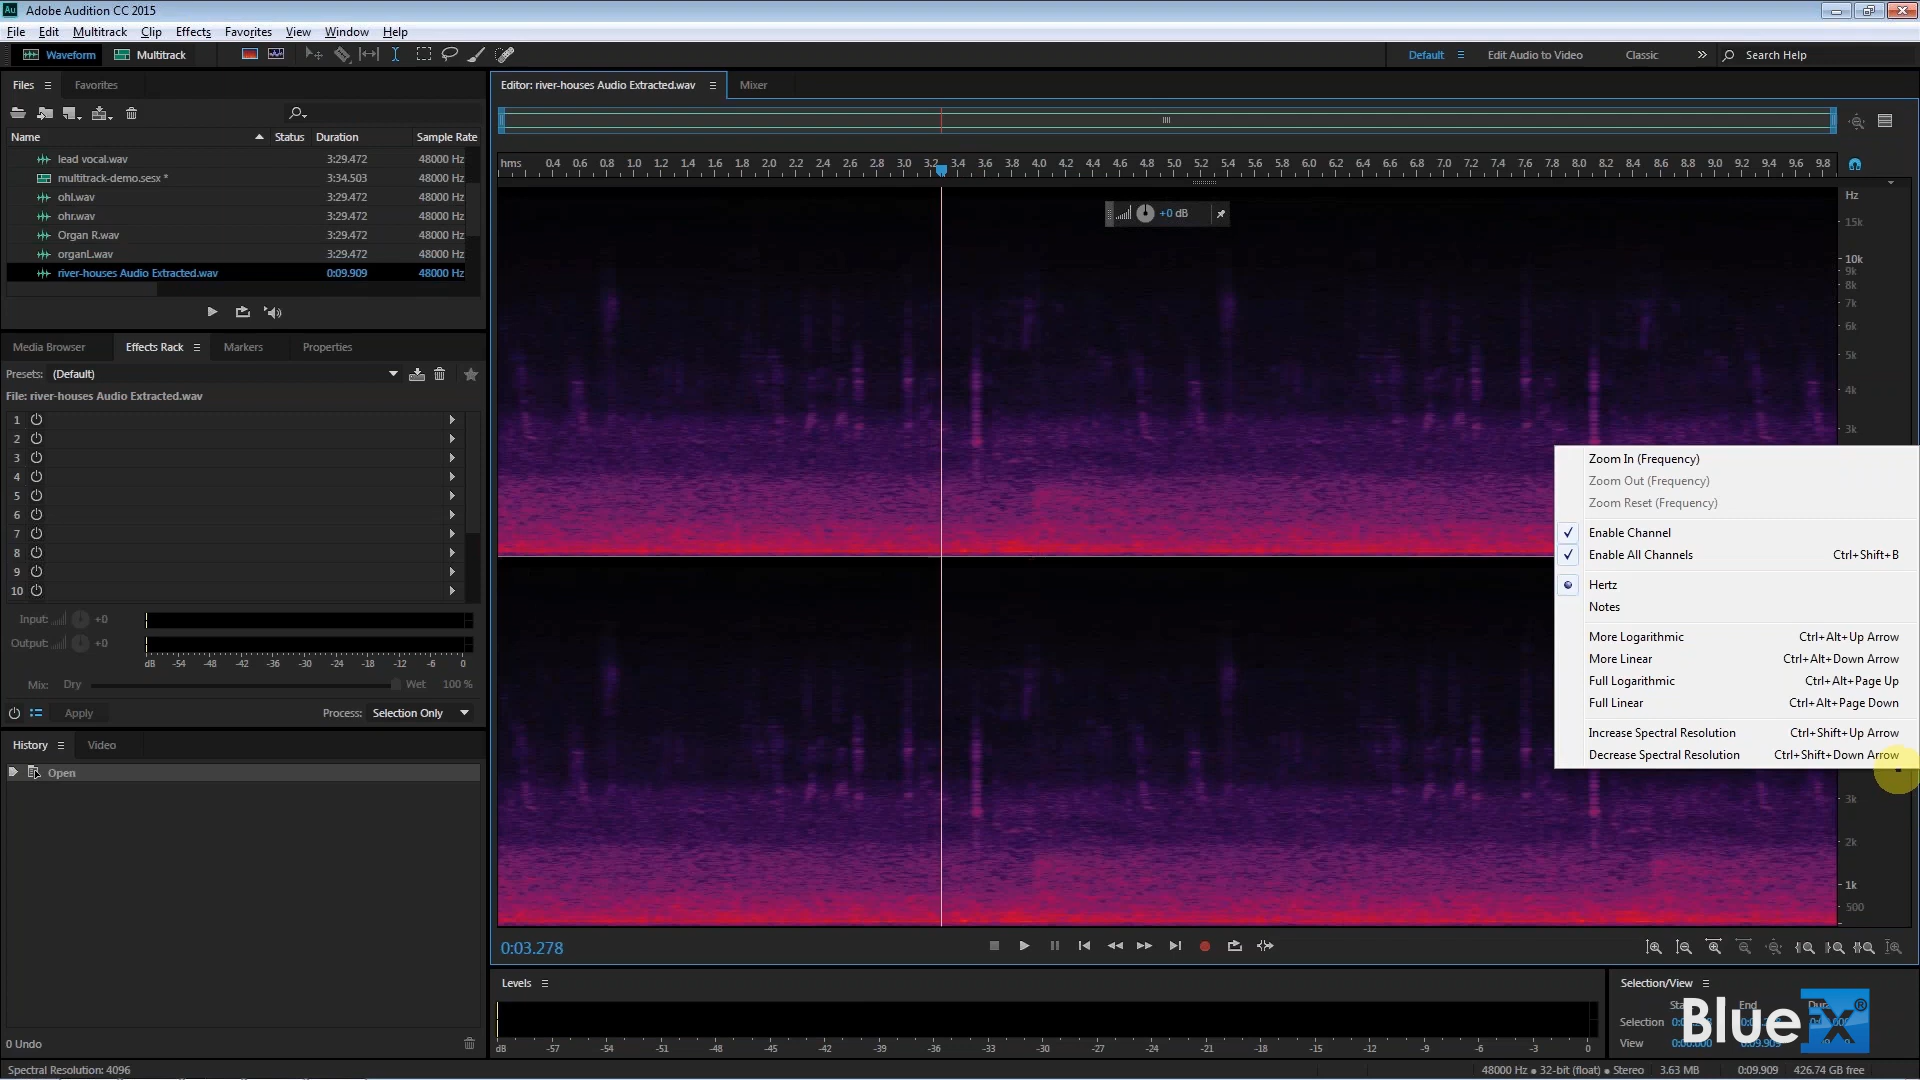 Adobe Audition CC 2015
File Edit Multitrack Clip Effects Favorites View Window Help
Waveform Multitrack Default Edit Audio to Video Classic Search Help
Files Favorites
Name Status Duration Sample Rate
lead vocal.wav 3:29.472 48000 Hz
multitrack-demo.sesx * 3:34.503 48000 Hz
ohl.wav 3:29.472 48000 Hz
ohr.wav 3:29.472 48000 Hz
Organ R.wav 3:29.472 48000 Hz
organL.wav 3:29.472 48000 Hz
river-houses Audio Extracted.wav 0:09.909 48000 Hz
Media Browser Effects Rack Markers Properties
Presets: (Default)
File: river-houses Audio Extracted.wav
1
2
3
4
5
6
7
8
9
10
Input: +0
Output: +0
dB -54 -48 -42 -36 -30 -24 -18 -12 -6 0
Mix: Dry Wet 100 %
Apply Process: Selection Only
History Video
Open
0 Undo
Spectral Resolution: 4096
Editor: river-houses Audio Extracted.wav Mixer
hms 0.4 0.6 0.8 1.0 1.2 1.4 1.6 1.8 2.0 2.2 2.4 2.6 2.8 3.0 3.2 3.4 3.6 3.8 4.0 4.2 4.4 4.6 4.8 5.0 5.2 5.4 5.6 5.8 6.0 6.2 6.4 6.6 6.8 7.0 7.2 7.4 7.6 7.8 8.0 8.2 8.4 8.6 8.8 9.0 9.2 9.4 9.6 9.8
+0 dB
Hz
15k
10k
9k
8k
7k
6k
5k
4k
3k
Zoom In (Frequency)
Zoom Out (Frequency)
Zoom Reset (Frequency)
Enable Channel
Enable All Channels Ctrl+Shift+B
Hertz
Notes
More Logarithmic Ctrl+Alt+Up Arrow
More Linear Ctrl+Alt+Down Arrow
Full Logarithmic Ctrl+Alt+Page Up
Full Linear Ctrl+Alt+Page Down
Increase Spectral Resolution Ctrl+Shift+Up Arrow
Decrease Spectral Resolution Ctrl+Shift+Down Arrow
3k
2k
1k
500
0:03.278
Levels
dB -57 -54 -51 -48 -45 -42 -39 -36 -33 -30 -27 -24 -21 -18 -15 -12 -9 -6 -3 0
Selection/View
End
Selection
View 0:00.000 0:09.909
Blue fx®
48000 Hz • 32-bit (float) • Stereo 3.63 MB 0:09.909 426.74 GB free